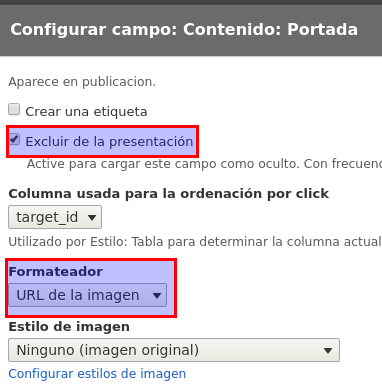 Configurar campo: Contenido: Portada
Aparece en publicacion.
Crear una etiqueta
Excluir de la presentación
Active para cargar este campo como oculto. Con frecuenc
Columna usada para la ordenación por click
target_id
Utilizado por Estilo: Tabla para determinar la columna actual
Formateador
URL de la imagen
Estilo de imagen
Ninguno (imagen original)
Configurar estilos de imagen